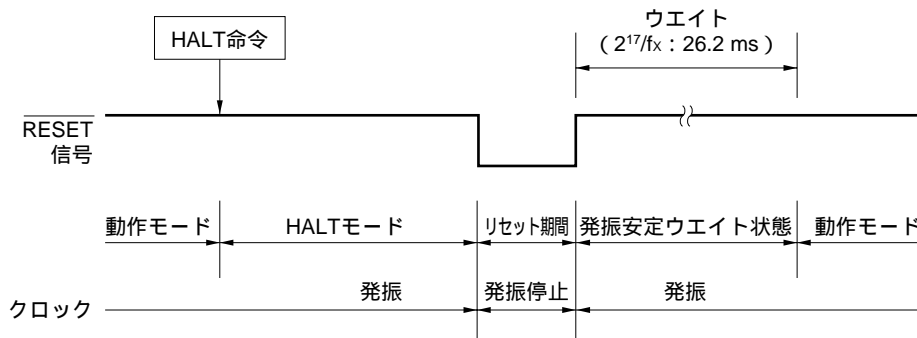 ウエイト
（2¹⁷/fx：26.2 ms）
HALT命令
RESET
信号
動作モード HALTモード リセット期間 発振安定ウエイト状態 動作モード
クロック 発振 発振停止 発振